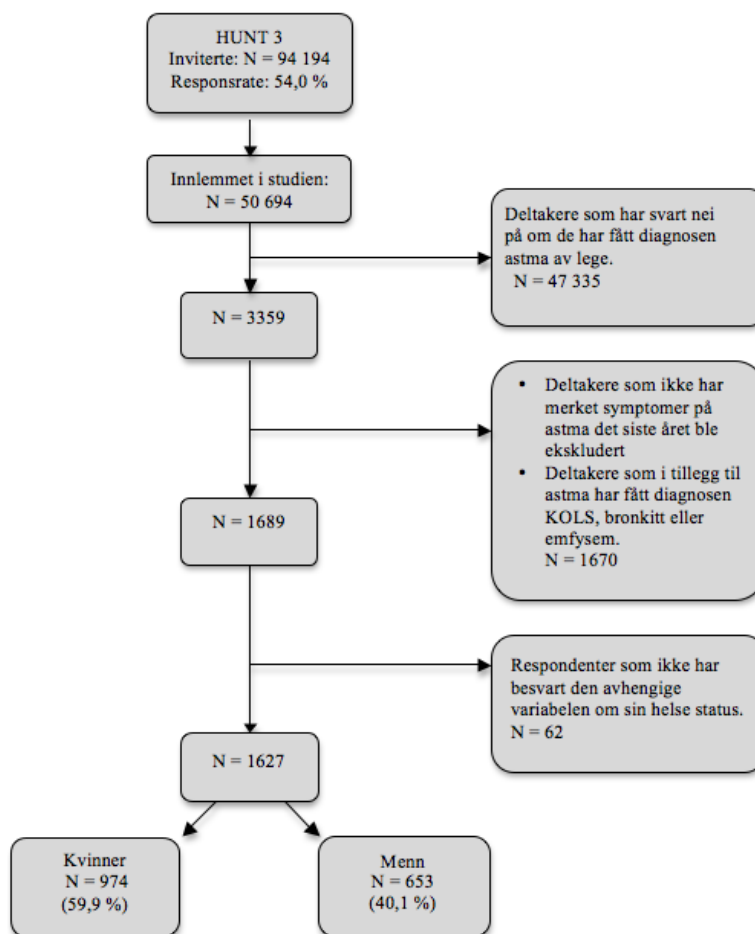 HUNT 3
Inviterte: N = 94 194
Responsrate: 54,0 %
Innlemmet i studien:
N = 50 694
Deltakere som har svart nei
på om de har fått diagnosen
astma av lege.
N = 47 335
N = 3359
• Deltakere som ikke har
merket symptomer på
astma det siste året ble
ekskludert
• Deltakere som i tillegg til
astma har fått diagnosen
KOLS, bronkitt eller
emfysem.
N = 1670
N = 1689
Respondenter som ikke har
besvart den avhengige
variabelen om sin helse status.
N = 62
N = 1627
Kvinner
N = 974
(59,9 %)
Menn
N = 653
(40,1 %)